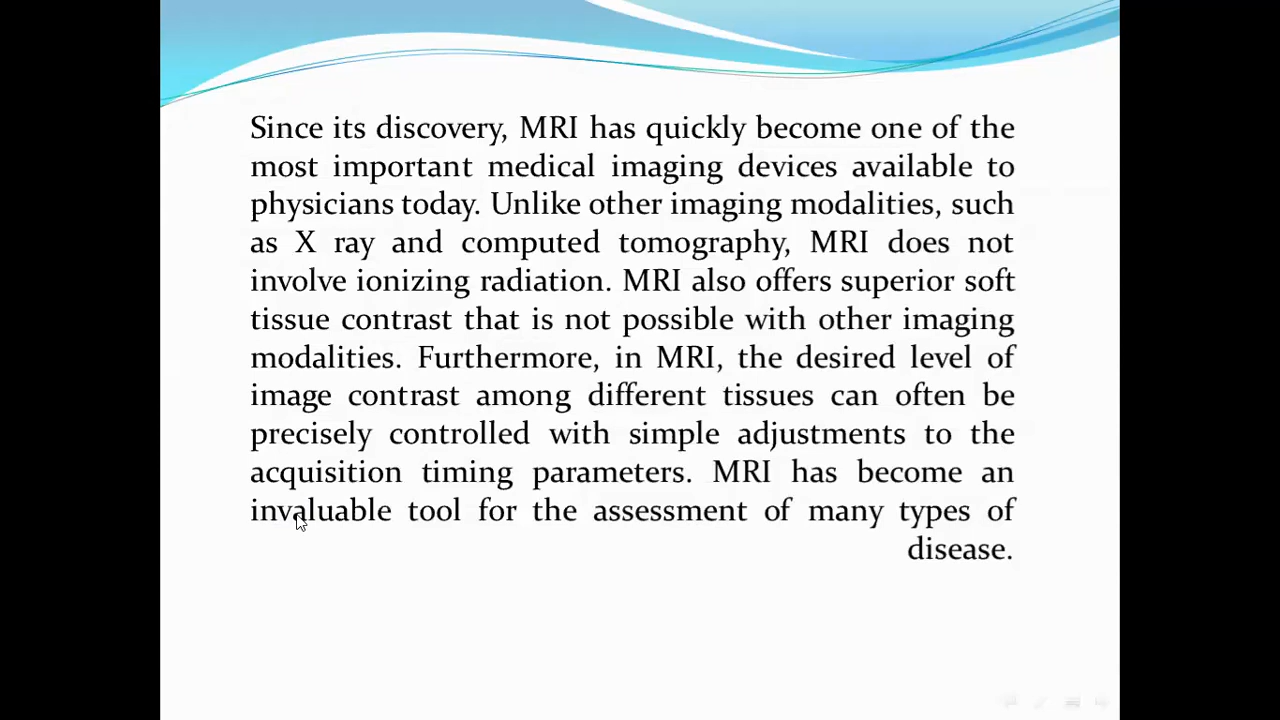 Since its discovery, MRI has quickly become one of the
most important medical imaging devices available to
physicians today. Unlike other imaging modalities, such
as X ray and computed tomography, MRI does not
involve ionizing radiation. MRI also offers superior soft
tissue contrast that is not possible with other imaging
modalities. Furthermore, in MRI, the desired level of
image contrast among different tissues can often be
precisely controlled with simple adjustments to the
acquisition timing parameters. MRI has become an
invaluable tool for the assessment of many types of
disease.